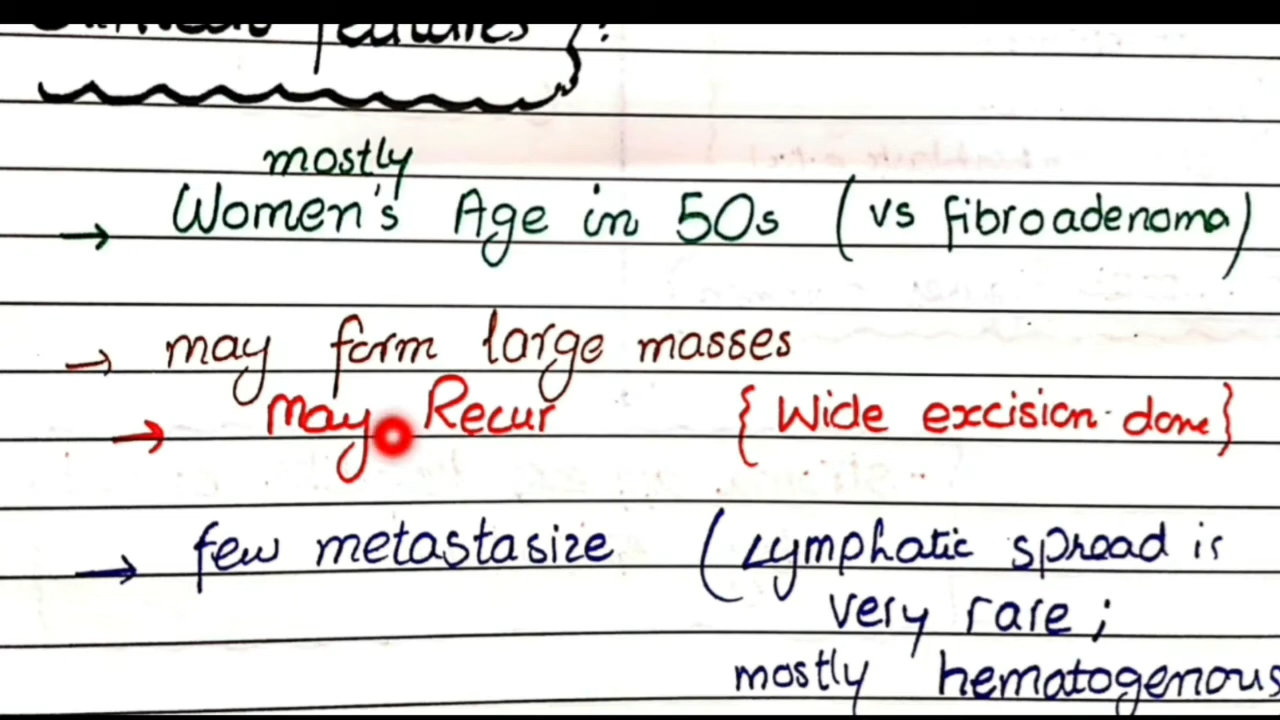 features } :
mostly
→ Women's Age in 50s ( vs fibroadenoma )
→ may form large masses
→ may Recur { Wide excision done }
→ few metastasize ( Lymphatic spread is
very rare ;
mostly hematogenous